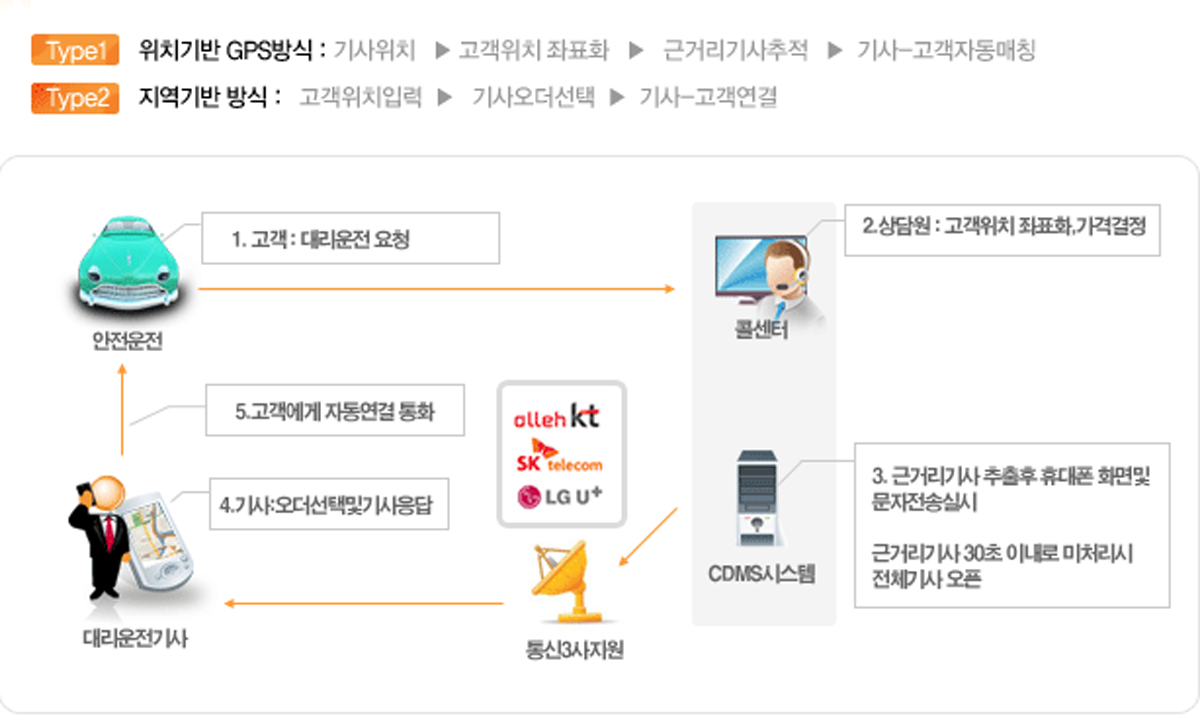 Type1 위치기반 GPS방식 : 기사위치 ▶ 고객위치 좌표화 ▶ 근거리기사추적 ▶ 기사-고객자동매칭
Type2 지역기반 방식 : 고객위치입력 ▶ 기사오더선택 ▶ 기사-고객연결
1. 고객 : 대리운전 요청
2.상담원 : 고객위치 좌표화,가격결정
안전운전
콜센터
5.고객에게 자동연결 통화
olleh kt
SK telecom
LG U+
4.기사:오더선택및기사응답
3. 근거리기사 추출후 휴대폰 화면및
문자전송실시
근거리기사 30초 이내로 미처리시
전체기사 오픈
CDMS시스템
대리운전기사
통신3사지원